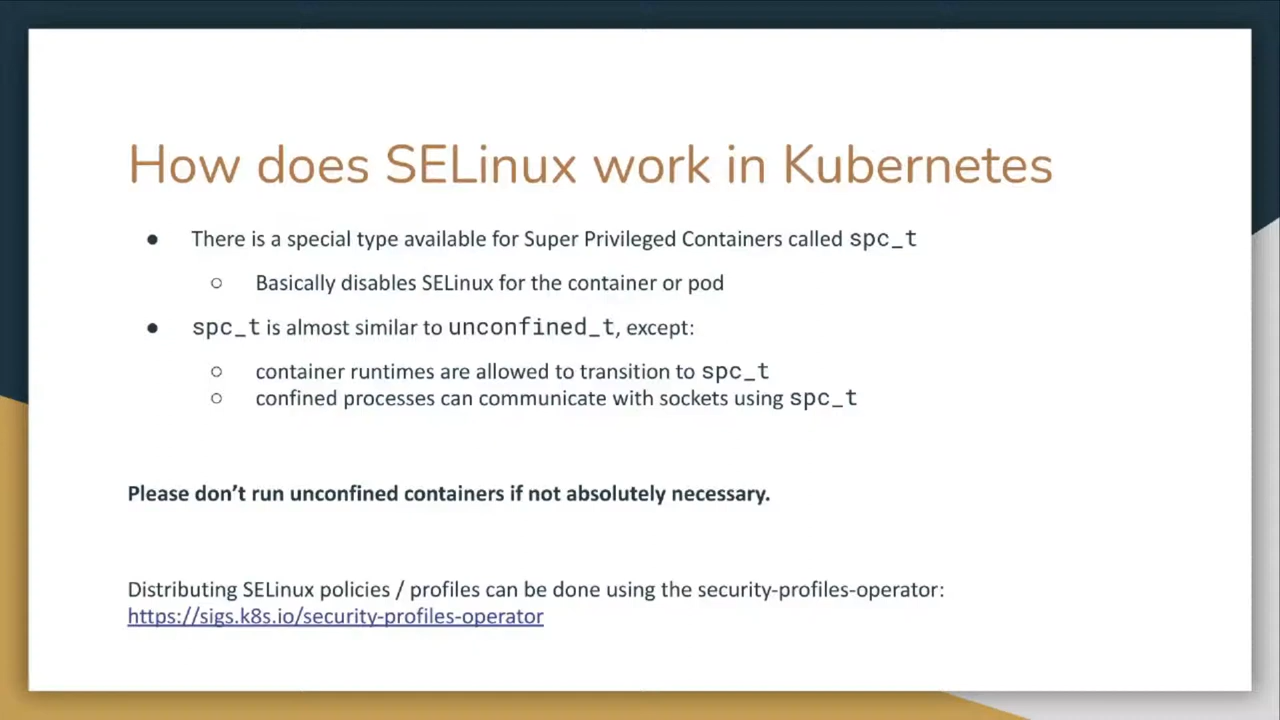 How does SELinux work in Kubernetes
● There is a special type available for Super Privileged Containers called spc_t
○ Basically disables SELinux for the container or pod
● spc_t is almost similar to unconfined_t, except:
○ container runtimes are allowed to transition to spc_t
○ confined processes can communicate with sockets using spc_t
Please don’t run unconfined containers if not absolutely necessary.
Distributing SELinux policies / profiles can be done using the security-profiles-operator:
https://sigs.k8s.io/security-profiles-operator